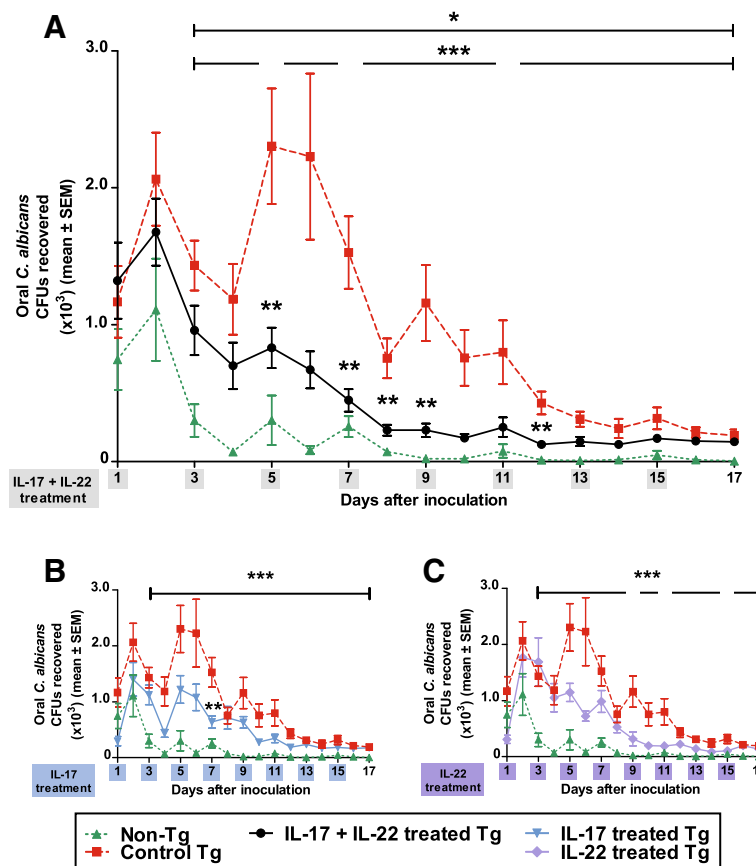 A
*
***
3.0
2.0
1.0
0
Oral C. albicans
CFUs recovered
(x10³) (mean ± SEM)
**
**
**
**
**
IL-17 + IL-22
treatment
1 3 5 7 9 11 13 15 17
Days after inoculation
B
***
3.0
2.0
1.0
0
Oral C. albicans
CFUs recovered
(x10³) (mean ± SEM)
**
IL-17
treatment
1 3 5 7 9 11 13 15 17
Days after inoculation
C
***
3.0
2.0
1.0
0
Oral C. albicans
CFUs recovered
(x10³) (mean ± SEM)
IL-22
treatment
1 3 5 7 9 11 13 15 1
Days after inoculation
Non-Tg IL-17 + IL-22 treated Tg IL-17 treated Tg
Control Tg IL-22 treated Tg